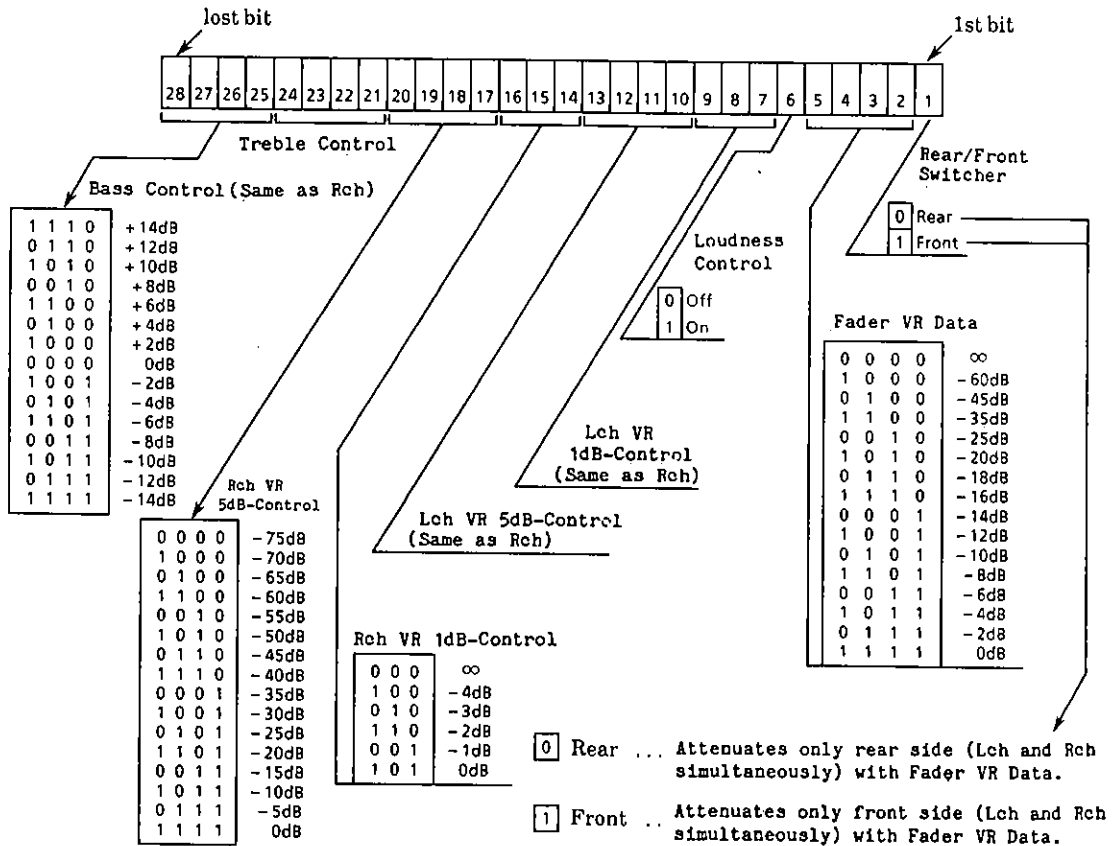 lost bit
1st bit
28 27 26 25 24 23 22 21 20 19 18 17 16 15 14 13 12 11 10 9 8 7 6 5 4 3 2 1
Treble Control
Bass Control (Same as Rch)
1 1 1 0 +14dB
0 1 1 0 +12dB
1 0 1 0 +10dB
0 0 1 0 +8dB
1 1 0 0 +6dB
0 1 0 0 +4dB
1 0 0 0 +2dB
0 0 0 0 0dB
1 0 0 1 -2dB
0 1 0 1 -4dB
1 1 0 1 -6dB
0 0 1 1 -8dB
1 0 1 1 -10dB
0 1 1 1 -12dB
1 1 1 1 -14dB
Rch VR
5dB-Control
0 0 0 0 -75dB
1 0 0 0 -70dB
0 1 0 0 -65dB
1 1 0 0 -60dB
0 0 1 0 -55dB
1 0 1 0 -50dB
0 1 1 0 -45dB
1 1 1 0 -40dB
0 0 0 1 -35dB
1 0 0 1 -30dB
0 1 0 1 -25dB
1 1 0 1 -20dB
0 0 1 1 -15dB
1 0 1 1 -10dB
0 1 1 1 -5dB
1 1 1 1 0dB
Rch VR 1dB-Control
0 0 0 ∞
1 0 0 -4dB
0 1 0 -3dB
1 1 0 -2dB
0 0 1 -1dB
1 0 1 0dB
Lch VR 5dB-Control
(Same as Rch)
Lch VR
1dB-Control
(Same as Rch)
Loudness
Control
0 Off
1 On
Rear/Front
Switcher
0 Rear
1 Front
Fader VR Data
0 0 0 0 ∞
1 0 0 0 -60dB
0 1 0 0 -45dB
1 1 0 0 -35dB
0 0 1 0 -25dB
1 0 1 0 -20dB
0 1 1 0 -18dB
1 1 1 0 -16dB
0 0 0 1 -14dB
1 0 0 1 -12dB
0 1 0 1 -10dB
1 1 0 1 -8dB
0 0 1 1 -6dB
1 0 1 1 -4dB
0 1 1 1 -2dB
1 1 1 1 0dB
0 Rear ... Attenuates only rear side (Lch and Rch
simultaneously) with Fader VR Data.
1 Front .. Attenuates only front side (Lch and Rch
simultaneously) with Fader VR Data.